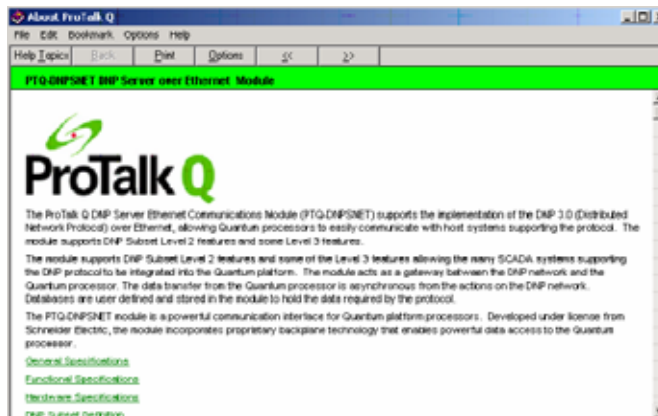 About ProTalk Q
File Edit Bookmark Options Help
Help Topics Back Print Options << >>
PTQ-DNPSNET DNP Server over Ethernet Module
ProTalk Q
The ProTalk Q DNP Server Ethernet Communications Module (PTQ-DNPSNET) supports the implementation of the DNP 3.0 (Distributed
Network Protocol) over Ethernet, allowing Quantum processors to easily communicate with host systems supporting the protocol. The
module supports DNP Subset Level 2 features and some Level 3 features.
The module supports DNP Subset Level 2 features and some of the Level 3 features allowing the many SCADA systems supporting
the DNP protocol to be integrated into the Quantum platform. The module acts as a gateway between the DNP network and the
Quantum processor. The data transfer from the Quantum processor is asynchronous from the actions on the DNP network.
Databases are user defined and stored in the module to hold the data required by the protocol.
The PTQ-DNPSNET module is a powerful communication interface for Quantum platform processors. Developed under license from
Schneider Electric, the module incorporates proprietary backplane technology that enables powerful data access to the Quantum
processor.
General Specifications
Functional Specifications
Hardware Specifications
DNP Subset Definition